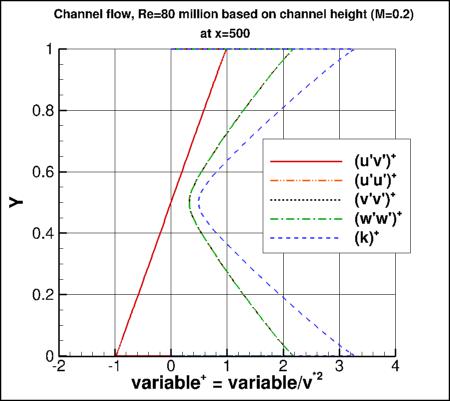 Channel flow, Re=80 million based on channel height (M=0.2)
at x=500
1
0.8
0.6
0.4
0.2
0
Y
(u'v')⁺
(u'u')⁺
(v'v')⁺
(w'w')⁺
(k)⁺
-2 -1 0 1 2 3 4
variable⁺ = variable/v*²